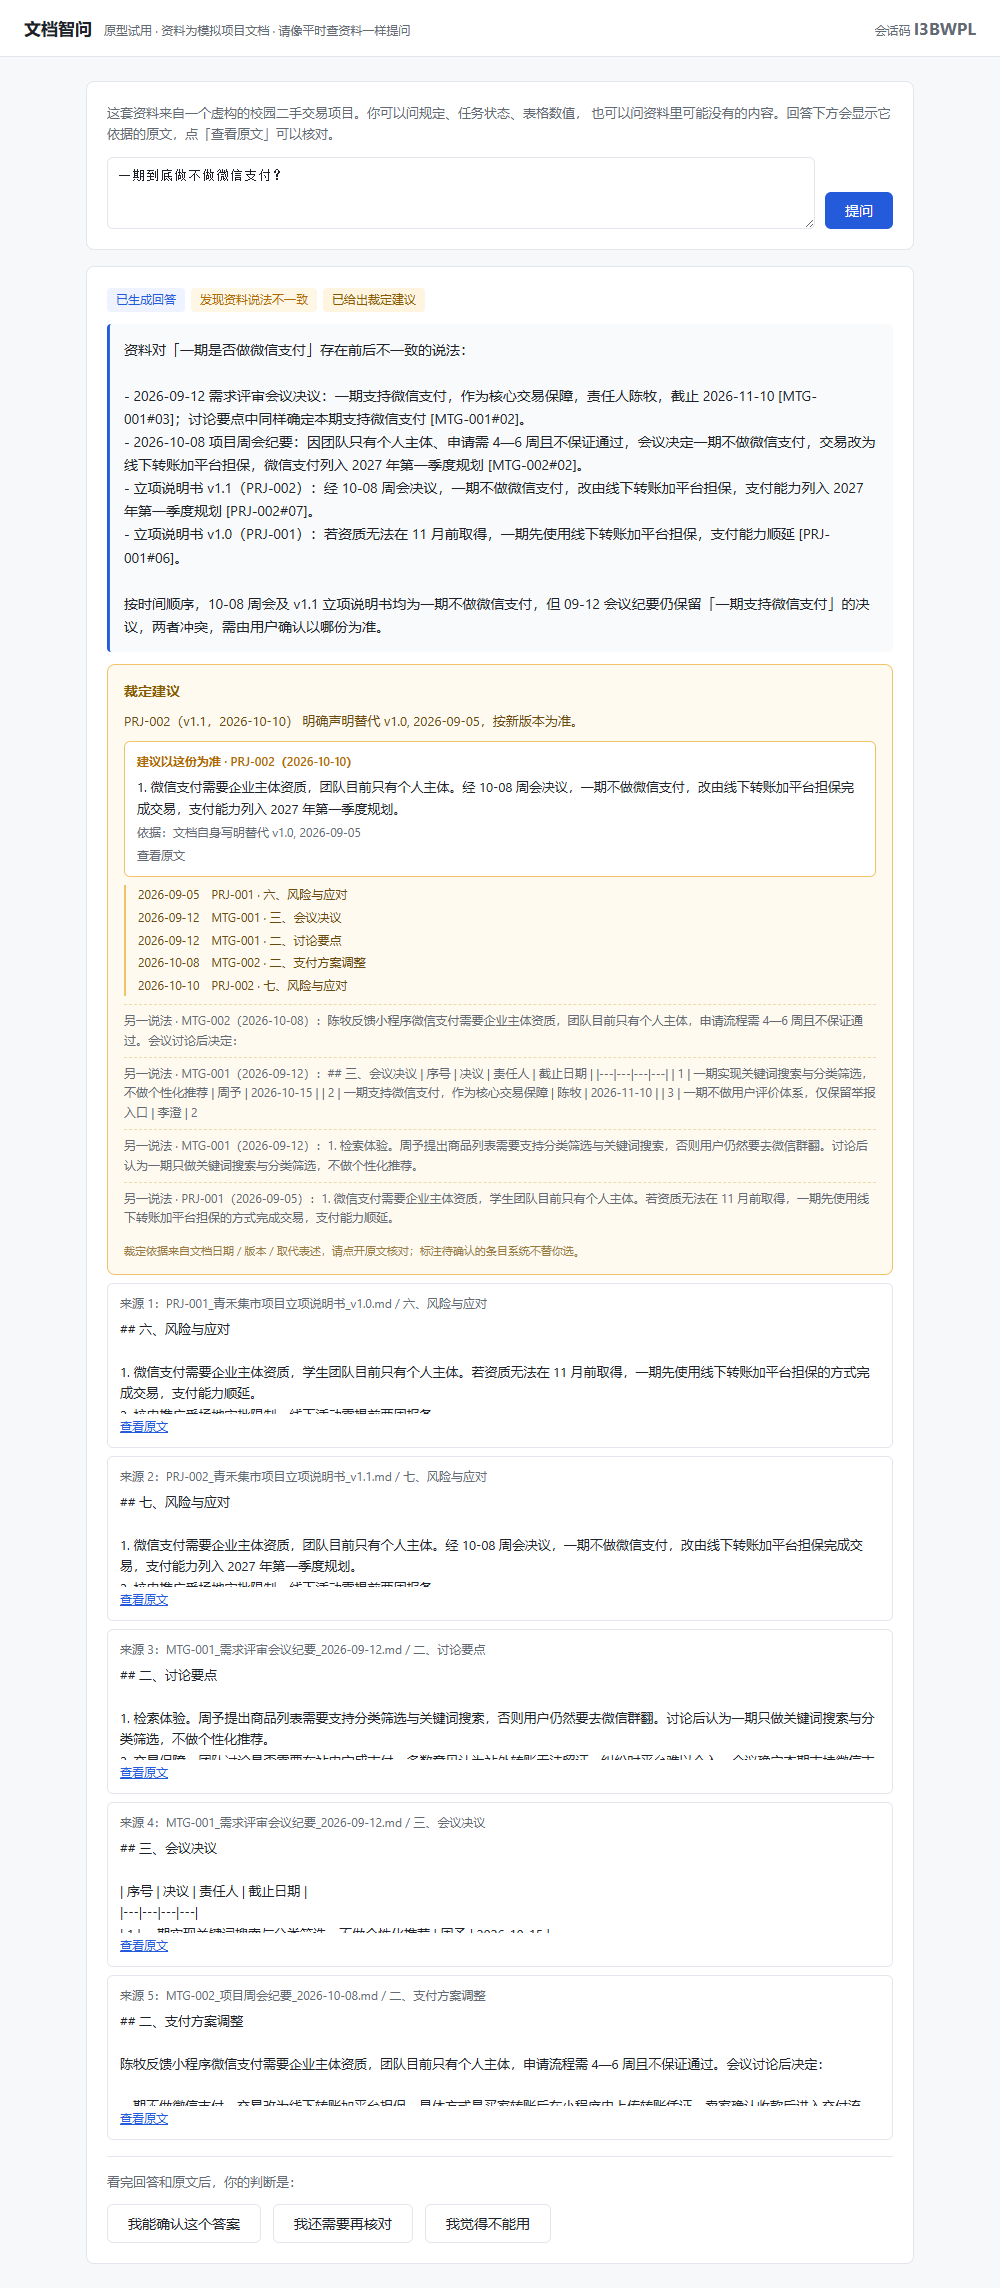 文档智问 原型试用 · 资料为模拟项目文档 · 请像平时查资料一样提问 会话码 I3BWPL
这套资料来自一个虚构的校园二手交易项目。你可以问规定、任务状态、表格数值， 也可以问资料里可能没有的内容。回答下方会显示它
依据的原文，点「查看原文」可以核对。
一期到底做不做微信支付？
提问
已生成回答 发现资料说法不一致 已给出裁定建议
资料对「一期是否做微信支付」存在前后不一致的说法：
- 2026-09-12 需求评审会议决议：一期支持微信支付，作为核心交易保障，责任人陈牧，截止 2026-11-10 [MTG-
001#03]；讨论要点中同样确定本期支持微信支付 [MTG-001#02]。
- 2026-10-08 项目周会纪要：因团队只有个人主体、申请需 4—6 周且不保证通过，会议决定一期不做微信支付，交易改为
线下转账加平台担保，微信支付列入 2027 年第一季度规划 [MTG-002#02]。
- 立项说明书 v1.1（PRJ-002）：经 10-08 周会决议，一期不做微信支付，改由线下转账加平台担保，支付能力列入 2027
年第一季度规划 [PRJ-002#07]。
- 立项说明书 v1.0（PRJ-001）：若资质无法在 11 月前取得，一期先使用线下转账加平台担保，支付能力顺延 [PRJ-
001#06]。
按时间顺序，10-08 周会及 v1.1 立项说明书均为一期不做微信支付，但 09-12 会议纪要仍保留「一期支持微信支付」的决
议，两者冲突，需由用户确认以哪份为准。
裁定建议
PRJ-002（v1.1，2026-10-10） 明确声明替代 v1.0, 2026-09-05，按新版本为准。
建议以这份为准 · PRJ-002（2026-10-10）
1. 微信支付需要企业主体资质，团队目前只有个人主体。经 10-08 周会决议，一期不做微信支付，改由线下转账加平台担保完
成交易，支付能力列入 2027 年第一季度规划。
依据：文档自身写明替代 v1.0, 2026-09-05
查看原文
2026-09-05 PRJ-001 · 六、风险与应对
2026-09-12 MTG-001 · 三、会议决议
2026-09-12 MTG-001 · 二、讨论要点
2026-10-08 MTG-002 · 二、支付方案调整
2026-10-10 PRJ-002 · 七、风险与应对
另一说法 · MTG-002（2026-10-08）：陈牧反馈小程序微信支付需要企业主体资质，团队目前只有个人主体，申请流程需 4—6 周且不保证通
过。会议讨论后决定：
另一说法 · MTG-001（2026-09-12）：## 三、会议决议 | 序号 | 决议 | 责任人 | 截止日期 | |---|---|---|---| | 1 | 一期实现关键词搜索与分类筛选，
不做个性化推荐 | 周予 | 2026-10-15 | | 2 | 一期支持微信支付，作为核心交易保障 | 陈牧 | 2026-11-10 | | 3 | 一期不做用户评价体系，仅保留举报
入口 | 李澄 | 2
另一说法 · MTG-001（2026-09-12）：1. 检索体验。周予提出商品列表需要支持分类筛选与关键词搜索，否则用户仍然要去微信群翻。讨论后
认为一期只做关键词搜索与分类筛选，不做个性化推荐。
另一说法 · PRJ-001（2026-09-05）：1. 微信支付需要企业主体资质，学生团队目前只有个人主体。若资质无法在 11 月前取得，一期先使用线
下转账加平台担保的方式完成交易，支付能力顺延。
裁定依据来自文档日期 / 版本 / 取代表述，请点开原文核对；标注待确认的条目系统不替你选。
来源 1：PRJ-001_青禾集市项目立项说明书_v1.0.md / 六、风险与应对
## 六、风险与应对
1. 微信支付需要企业主体资质，学生团队目前只有个人主体。若资质无法在 11 月前取得，一期先使用线下转账加平台担保的方式完
成交易，支付能力顺延。
查看原文
来源 2：PRJ-002_青禾集市项目立项说明书_v1.1.md / 七、风险与应对
## 七、风险与应对
1. 微信支付需要企业主体资质，团队目前只有个人主体。经 10-08 周会决议，一期不做微信支付，改由线下转账加平台担保完成交
易，支付能力列入 2027 年第一季度规划。
查看原文
来源 3：MTG-001_需求评审会议纪要_2026-09-12.md / 二、讨论要点
## 二、讨论要点
1. 检索体验。周予提出商品列表需要支持分类筛选与关键词搜索，否则用户仍然要去微信群翻。讨论后认为一期只做关键词搜索与分
类筛选，不做个性化推荐。
查看原文
来源 4：MTG-001_需求评审会议纪要_2026-09-12.md / 三、会议决议
## 三、会议决议
| 序号 | 决议 | 责任人 | 截止日期 |
|---|---|---|---|
查看原文
来源 5：MTG-002_项目周会纪要_2026-10-08.md / 二、支付方案调整
## 二、支付方案调整
陈牧反馈小程序微信支付需要企业主体资质，团队目前只有个人主体，申请流程需 4—6 周且不保证通过。会议讨论后决定：
查看原文
看完回答和原文后，你的判断是：
我能确认这个答案 我还需要再核对 我觉得不能用